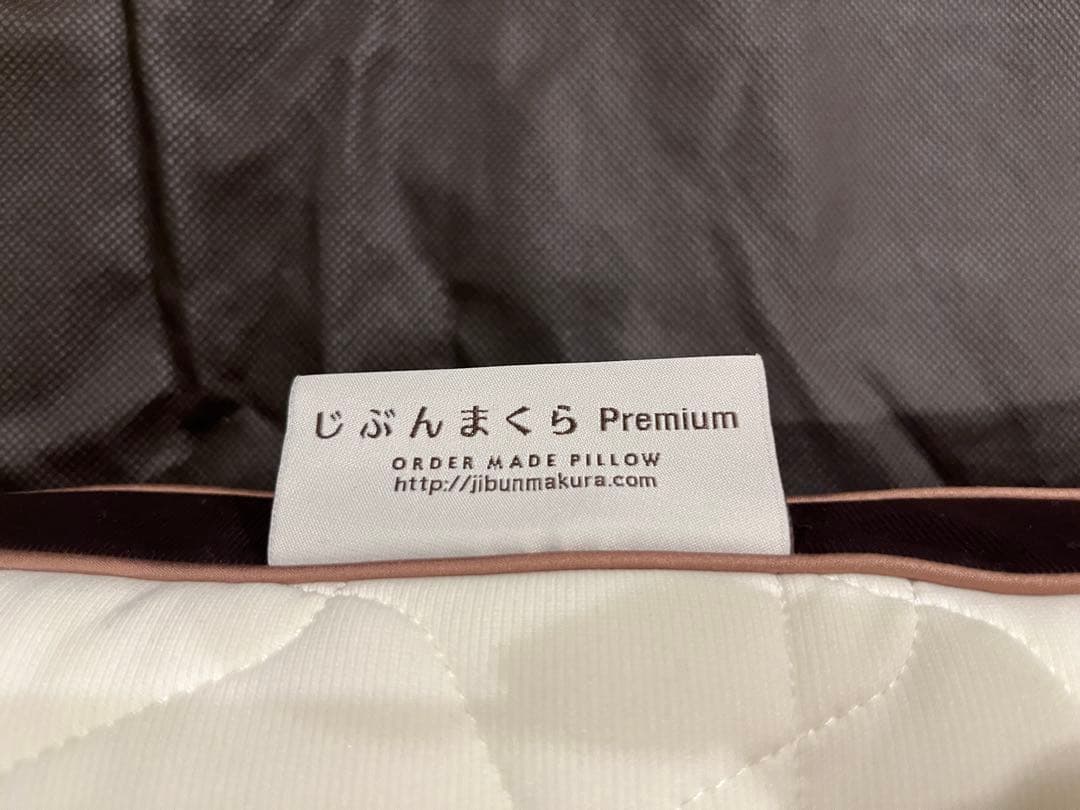 じぶんまくら Premium
ORDER MADE PILLOW
http://jibunmakura.com